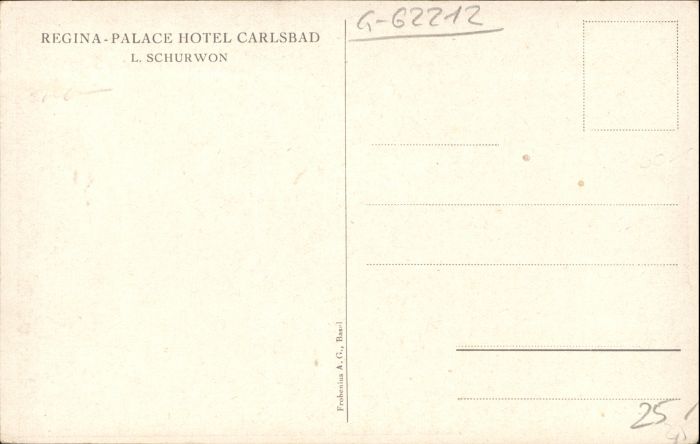 REGINA-PALACE HOTEL CARLSBAD
L. SCHURWON
G-62212
Frobenius A. G., Basel
25